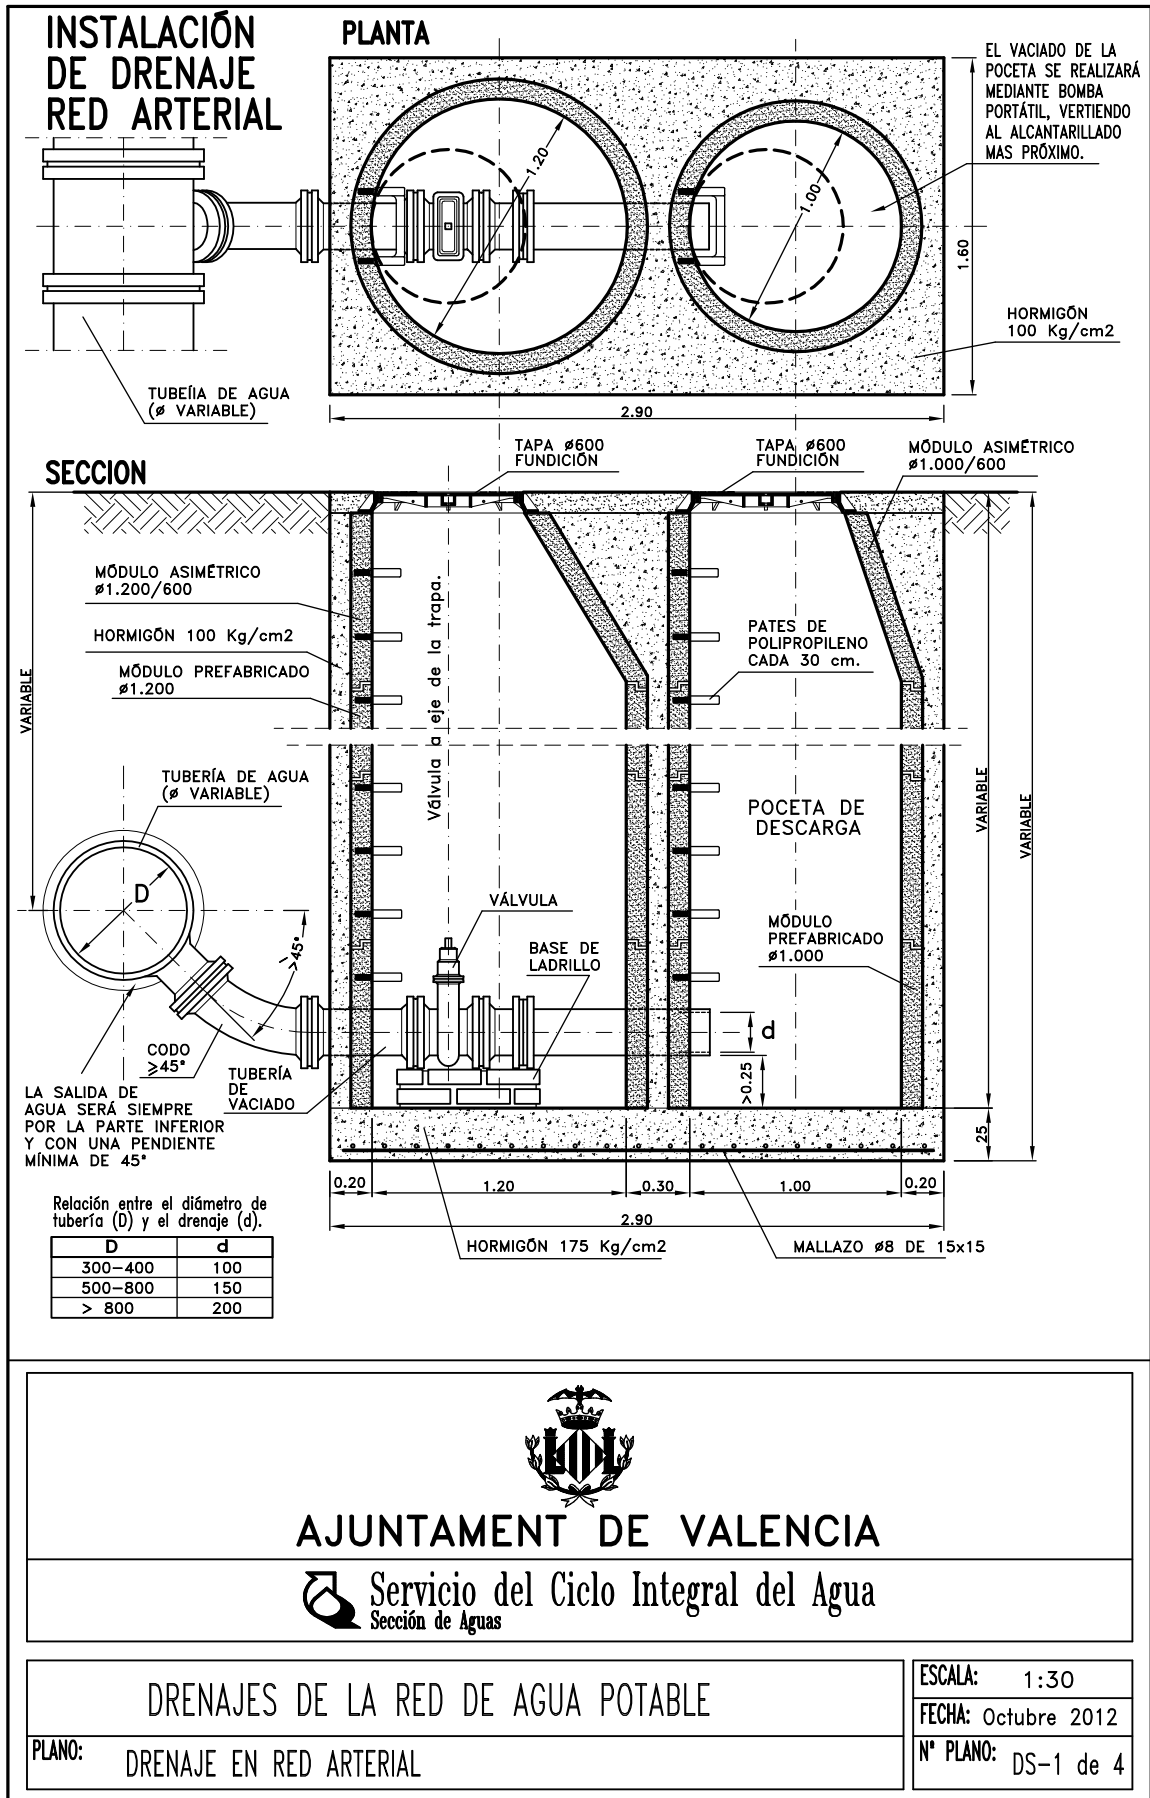 INSTALACIÓN
DE DRENAJE
RED ARTERIAL
PLANTA
EL VACIADO DE LA
POCETA SE REALIZARÁ
MEDIANTE BOMBA
PORTÁTIL, VERTIENDO
AL ALCANTARILLADO
MAS PRÓXIMO.
1.20
1.00
1.60
HORMIGÓN
100 Kg/cm2
TUBEÍIA DE AGUA
(ø VARIABLE)
2.90
SECCION
TAPA ø600
FUNDICIÓN
TAPA ø600
FUNDICIÓN
MÓDULO ASIMÉTRICO
ø1.000/600
MÓDULO ASIMÉTRICO
ø1.200/600
HORMIGÓN 100 Kg/cm2
MÓDULO PREFABRICADO
ø1.200
VARIABLE
Válvula a eje de la trapa.
PATES DE
POLIPROPILENO
CADA 30 cm.
TUBERÍA DE AGUA
(ø VARIABLE)
POCETA DE
DESCARGA
VARIABLE
VARIABLE
D
VÁLVULA
>45°
BASE DE
LADRILLO
MÓDULO
PREFABRICADO
ø1.000
d
CODO
≥45°
TUBERÍA
DE
VACIADO
>0.25
LA SALIDA DE
AGUA SERÁ SIEMPRE
POR LA PARTE INFERIOR
Y CON UNA PENDIENTE
MÍNIMA DE 45°
25
0.20 1.20 0.30 1.00 0.20
2.90
HORMIGÓN 175 Kg/cm2
MALLAZO ø8 DE 15x15
Relación entre el diámetro de
tubería (D) y el drenaje (d).
D d
300-400 100
500-800 150
> 800 200
AJUNTAMENT DE VALENCIA
Servicio del Ciclo Integral del Agua
Sección de Aguas
DRENAJES DE LA RED DE AGUA POTABLE
PLANO: DRENAJE EN RED ARTERIAL
ESCALA: 1:30
FECHA: Octubre 2012
N° PLANO: DS-1 de 4